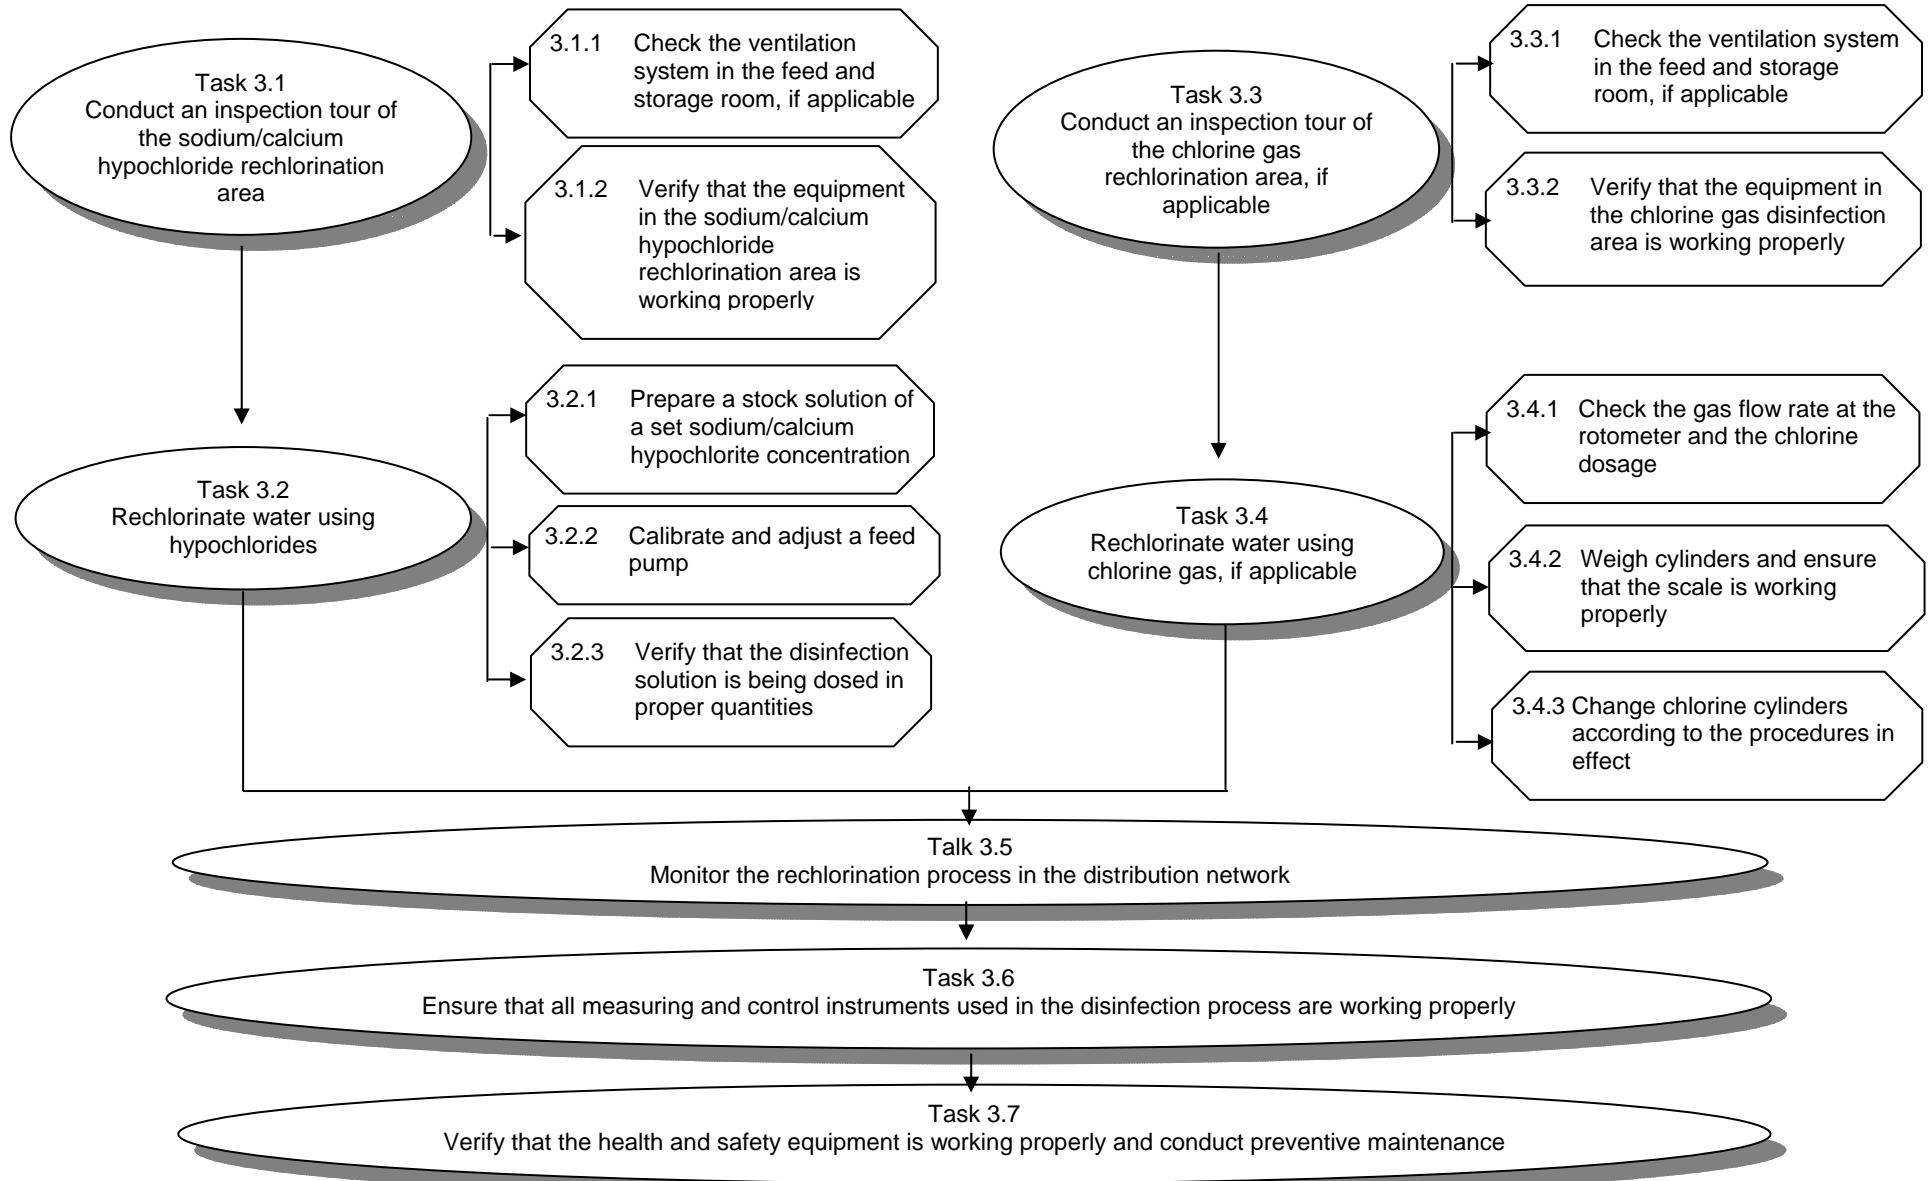 Task 3.1
Conduct an inspection tour of
the sodium/calcium
hypochloride rechlorination
area
3.1.1 Check the ventilation
system in the feed and
storage room, if applicable
3.1.2 Verify that the equipment
in the sodium/calcium
hypochloride
rechlorination area is
working properly
Task 3.2
Rechlorinate water using
hypochlorides
3.2.1 Prepare a stock solution of
a set sodium/calcium
hypochlorite concentration
3.2.2 Calibrate and adjust a feed
pump
3.2.3 Verify that the disinfection
solution is being dosed in
proper quantities
Task 3.3
Conduct an inspection tour of
the chlorine gas
rechlorination area, if
applicable
3.3.1 Check the ventilation system
in the feed and storage
room, if applicable
3.3.2 Verify that the equipment in
the chlorine gas disinfection
area is working properly
Task 3.4
Rechlorinate water using
chlorine gas, if applicable
3.4.1 Check the gas flow rate at the
rotometer and the chlorine
dosage
3.4.2 Weigh cylinders and ensure
that the scale is working
properly
3.4.3 Change chlorine cylinders
according to the procedures in
effect
Talk 3.5
Monitor the rechlorination process in the distribution network
Task 3.6
Ensure that all measuring and control instruments used in the disinfection process are working properly
Task 3.7
Verify that the health and safety equipment is working properly and conduct preventive maintenance